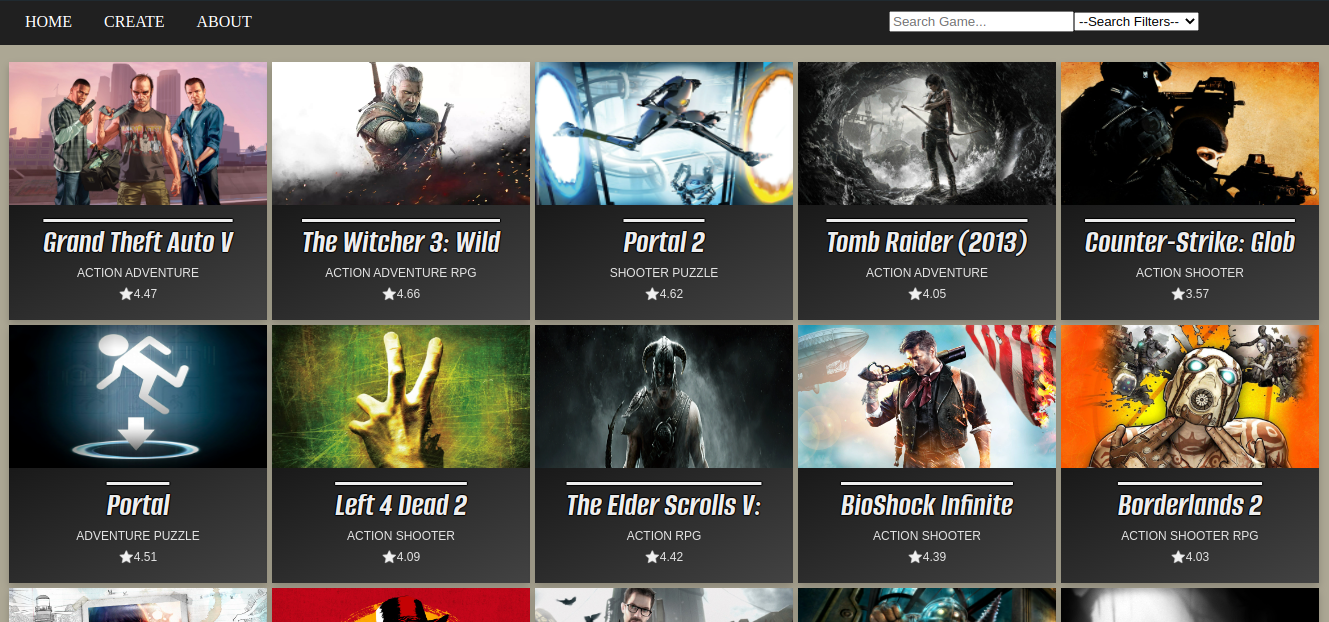 HOME CREATE ABOUT Search Game... --Search Filters--
Grand Theft Auto V
ACTION ADVENTURE
4.47
The Witcher 3: Wild
ACTION ADVENTURE RPG
4.66
Portal 2
SHOOTER PUZZLE
4.62
Tomb Raider (2013)
ACTION ADVENTURE
4.05
Counter-Strike: Glob
ACTION SHOOTER
3.57
Portal
ADVENTURE PUZZLE
4.51
Left 4 Dead 2
ACTION SHOOTER
4.09
The Elder Scrolls V:
ACTION RPG
4.42
BioShock Infinite
ACTION SHOOTER
4.39
Borderlands 2
ACTION SHOOTER RPG
4.03